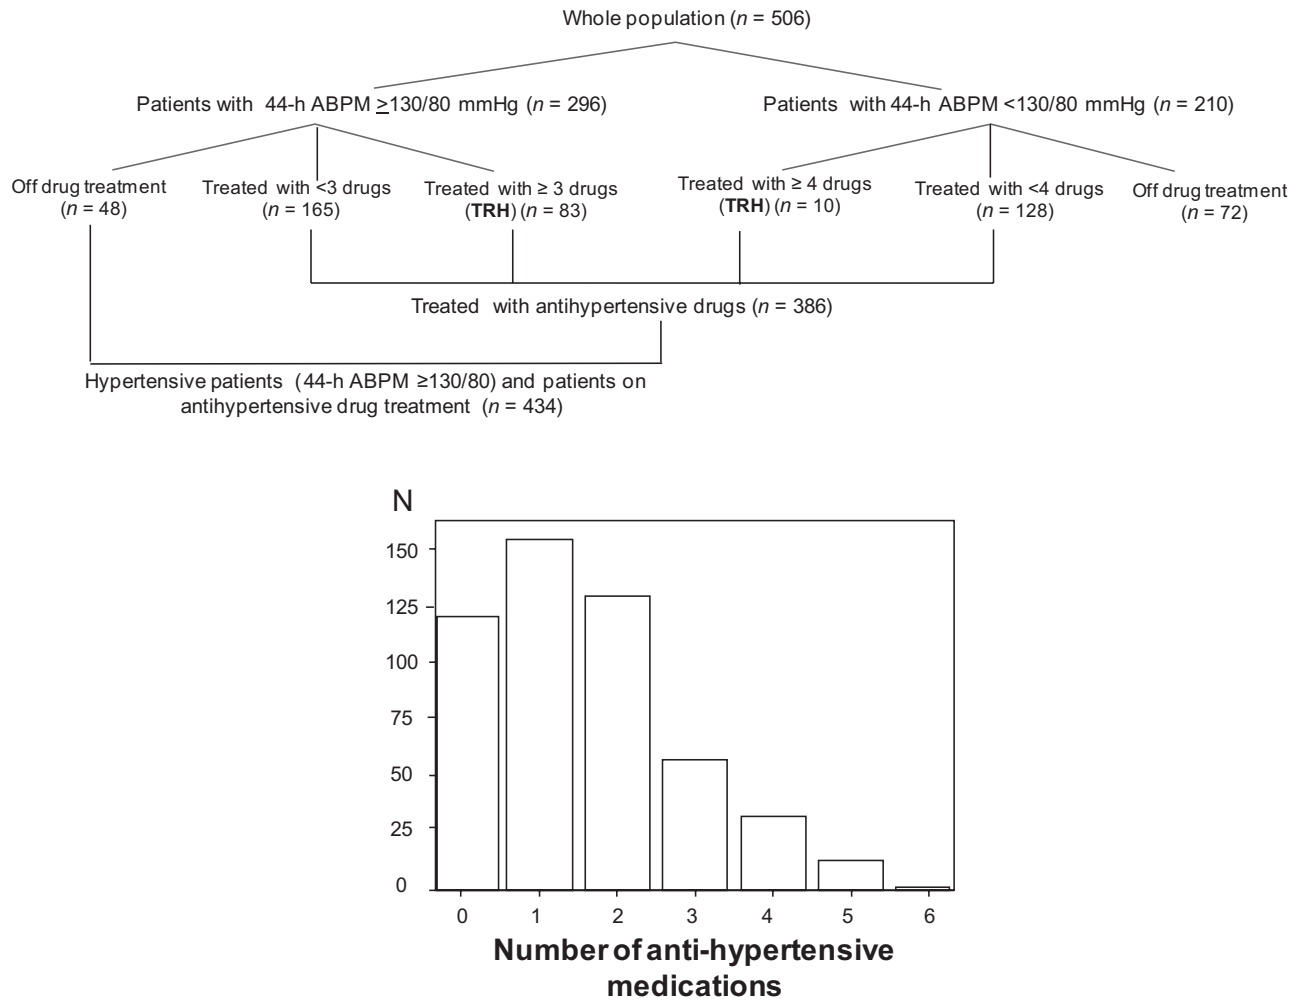 Whole population (n = 506)
Patients with 44-h ABPM ≥130/80 mmHg (n = 296)
Patients with 44-h ABPM <130/80 mmHg (n = 210)
Off drug treatment
(n = 48)
Treated with <3 drugs
(n = 165)
Treated with ≥ 3 drugs
(TRH) (n = 83)
Treated with ≥ 4 drugs
(TRH) (n = 10)
Treated with <4 drugs
(n = 128)
Off drug treatment
(n = 72)
Treated with antihypertensive drugs (n = 386)
Hypertensive patients (44-h ABPM ≥130/80) and patients on
antihypertensive drug treatment (n = 434)
N
150
125
100
75
50
25
0
0 1 2 3 4 5 6
Number of anti-hypertensive
medications